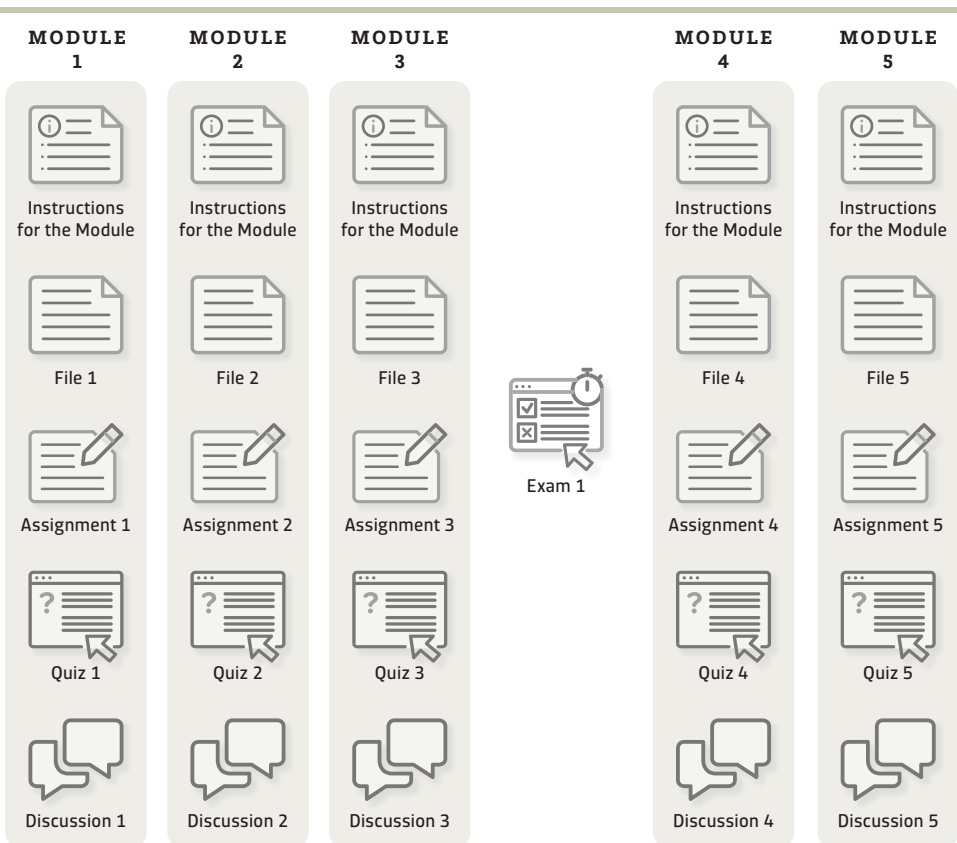 MODULE
1
Instructions
for the Module
File 1
Assignment 1
Quiz 1
Discussion 1
MODULE
2
Instructions
for the Module
File 2
Assignment 2
Quiz 2
Discussion 2
MODULE
3
Instructions
for the Module
File 3
Assignment 3
Quiz 3
Discussion 3
Exam 1
MODULE
4
Instructions
for the Module
File 4
Assignment 4
Quiz 4
Discussion 4
MODULE
5
Instructions
for the Module
File 5
Assignment 5
Quiz 5
Discussion 5